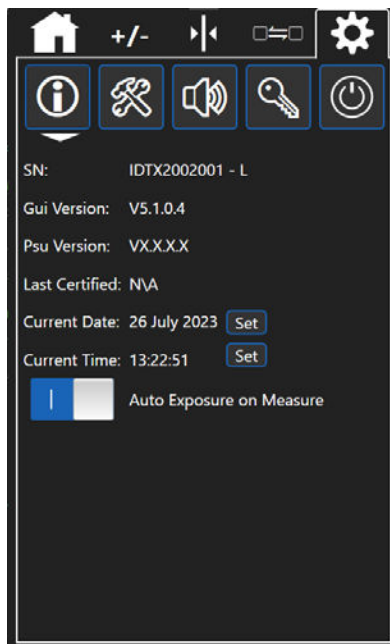 +/-
SN: IDTX2002001 - L
Gui Version: V5.1.0.4
Psu Version: VX.X.X.X
Last Certified: N\A
Current Date: 26 July 2023 Set
Current Time: 13:22:51 Set
Auto Exposure on Measure